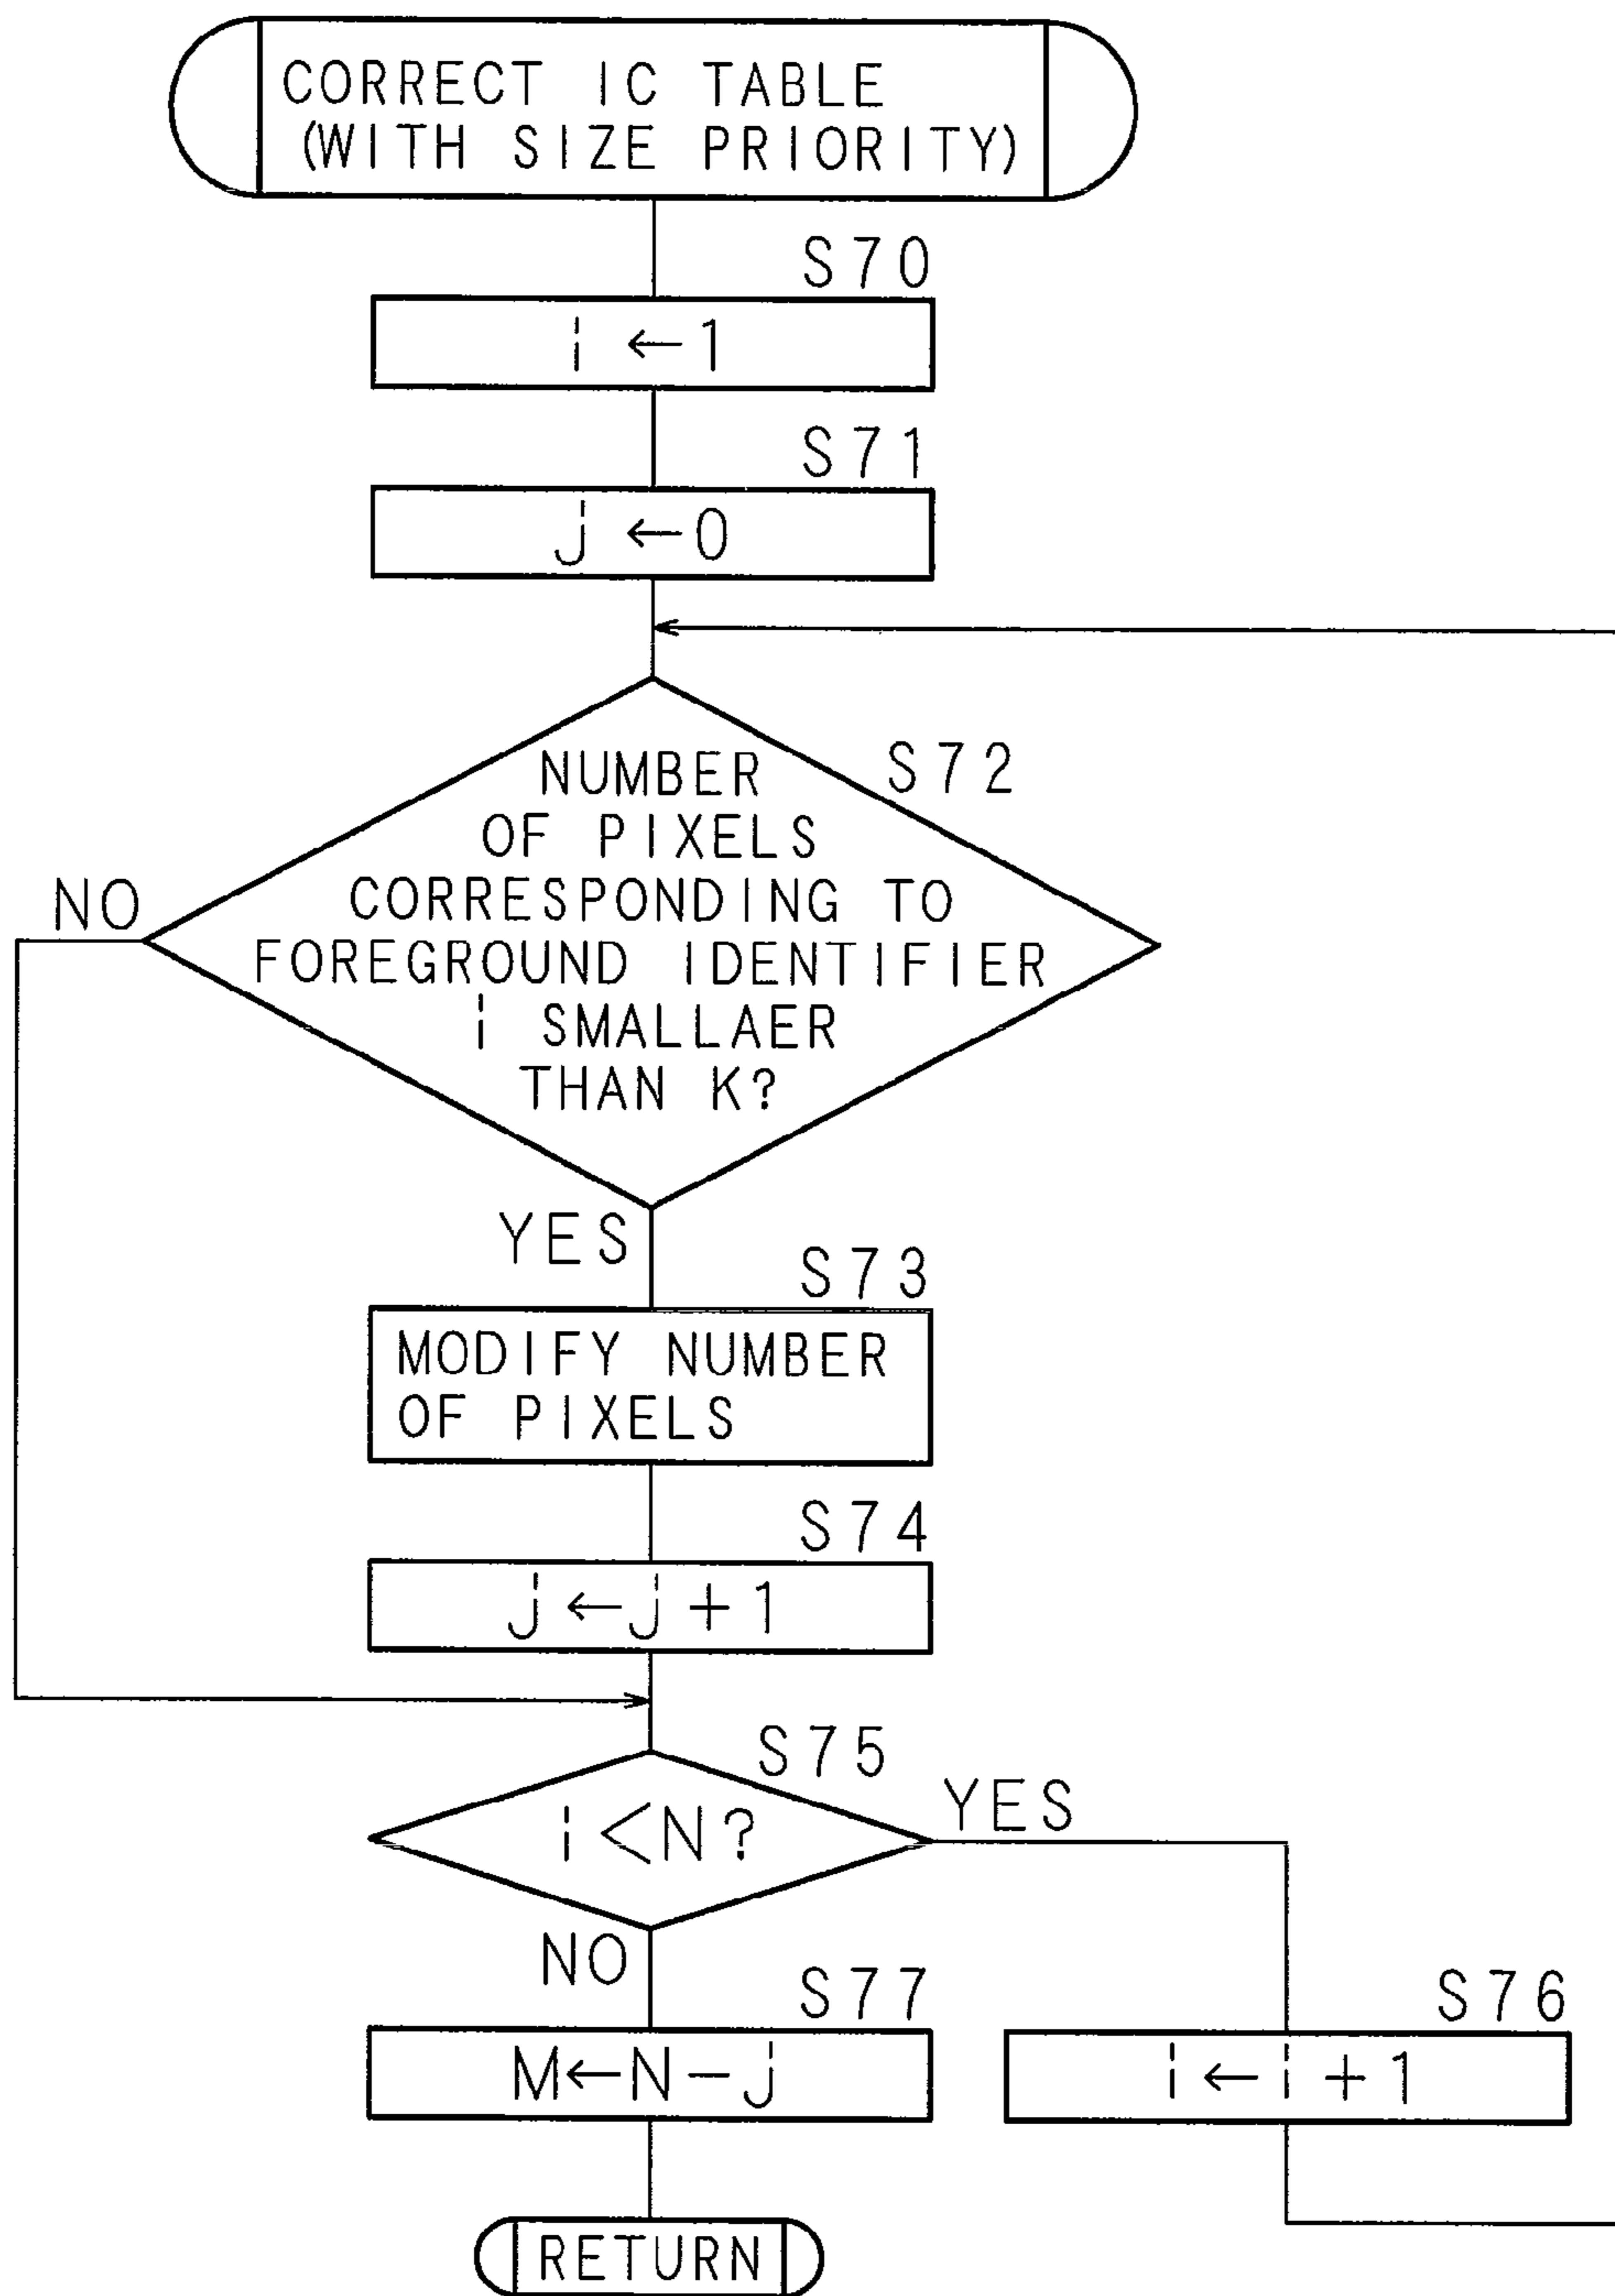 CORRECT IC TABLE
(WITH SIZE PRIORITY)
S70
i ← 1
S71
j ← 0
S72
NUMBER
OF PIXELS
CORRESPONDING TO
FOREGROUND IDENTIFIER
i SMALLAER
THAN K?
NO
YES
S73
MODIFY NUMBER
OF PIXELS
S74
j ← j + 1
S75
i < N?
YES
NO
S77
M ← N − j
S76
i ← i + 1
RETURN